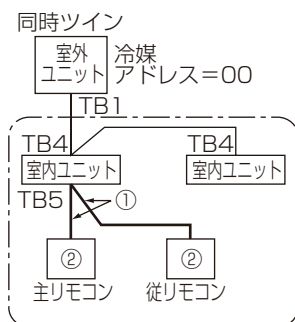 同時ツイン
室外
ユニット
冷媒
アドレス=00
TB1
TB4
TB4
室内ユニット
室内ユニット
TB5
①
②
②
主リモコン
従リモコン